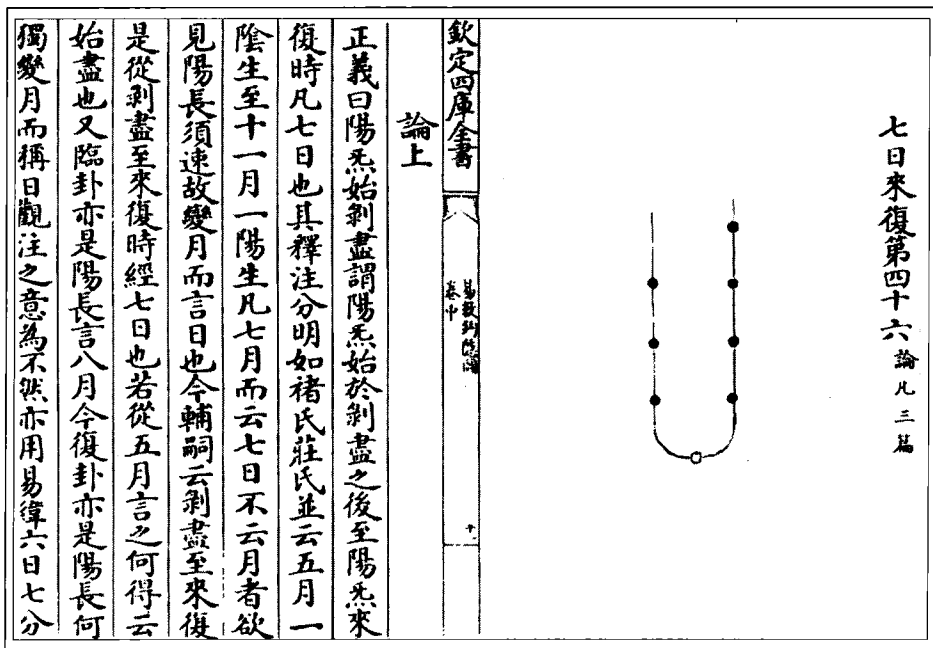 七日來復第四十六 論凡三篇
欽定四庫全書
易數鈎隱圖
卷中
十
論上
正義曰陽炁始剝盡謂陽炁始於剝盡之後至陽炁來
復時凡七日也其釋注分明如褚氏莊氏並云五月一
陰生至十一月一陽生凡七月而云七日不云月者欲
見陽長須速故變月而言日也今輔嗣云剝盡至來復
是從剝盡至來復時經七日也若從五月言之何得云
始盡也又臨卦亦是陽長言八月今復卦亦是陽長何
獨變月而稱日觀注之意為不然亦用易緯六日七分